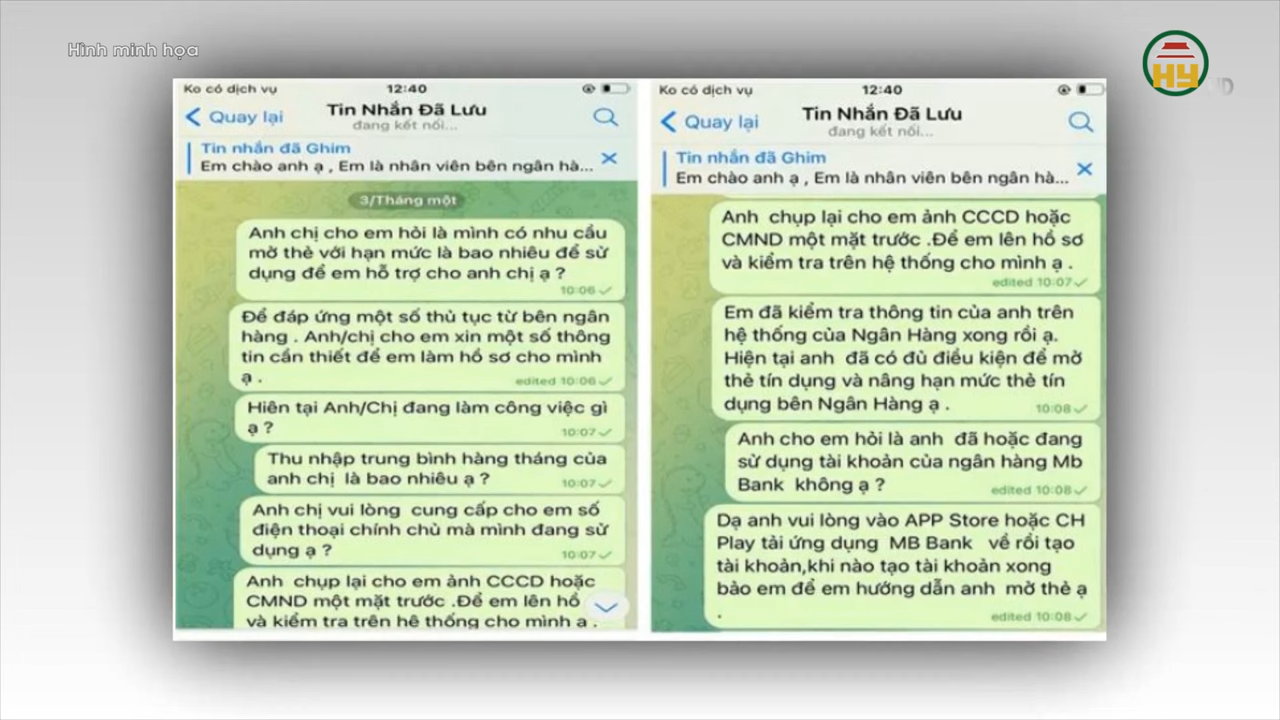 Hình minh họa
HY
HD
Ko có dịch vụ 12:40
Quay lại Tin Nhắn Đã Lưu
đang kết nối...
Tin nhắn đã Ghim
Em chào anh ạ , Em là nhân viên bên ngân hà...
3/Tháng một
Anh chị cho em hỏi là mình có nhu cầu
mở thẻ với hạn mức là bao nhiêu để sử
dụng để em hỗ trợ cho anh chị ạ ?
10:06
Để đáp ứng một số thủ tục từ bên ngân
hàng . Anh/chị cho em xin một số thông
tin cần thiết để em làm hồ sơ cho mình
ạ .
edited 10:06
Hiện tại Anh/Chị đang làm công việc gì
ạ ?
10:07
Thu nhập trung bình hàng tháng của
anh chị là bao nhiêu ạ ?
10:07
Anh chị vui lòng cung cấp cho em số
điện thoại chính chủ mà mình đang sử
dụng ạ ?
10:07
Anh chụp lại cho em ảnh CCCD hoặc
CMND một mặt trước .Để em lên hồ
và kiểm tra trên hệ thống cho mình ạ .
Ko có dịch vụ 12:40
Quay lại Tin Nhắn Đã Lưu
đang kết nối...
Tin nhắn đã Ghim
Em chào anh ạ , Em là nhân viên bên ngân hà...
Anh chụp lại cho em ảnh CCCD hoặc
CMND một mặt trước .Để em lên hồ sơ
và kiểm tra trên hệ thống cho mình ạ .
edited 10:07
Em đã kiểm tra thông tin của anh trên
hệ thống của Ngân Hàng xong rồi ạ.
Hiện tại anh đã có đủ điều kiện để mở
thẻ tín dụng và nâng hạn mức thẻ tín
dụng bên Ngân Hàng ạ .
10:08
Anh cho em hỏi là anh đã hoặc đang
sử dụng tài khoản của ngân hàng Mb
Bank không ạ ?
edited 10:08
Dạ anh vui lòng vào APP Store hoặc CH
Play tải ứng dụng MB Bank về rồi tạo
tài khoản,khi nào tạo tài khoản xong
bảo em để em hướng dẫn anh mở thẻ ạ
.
edited 10:08